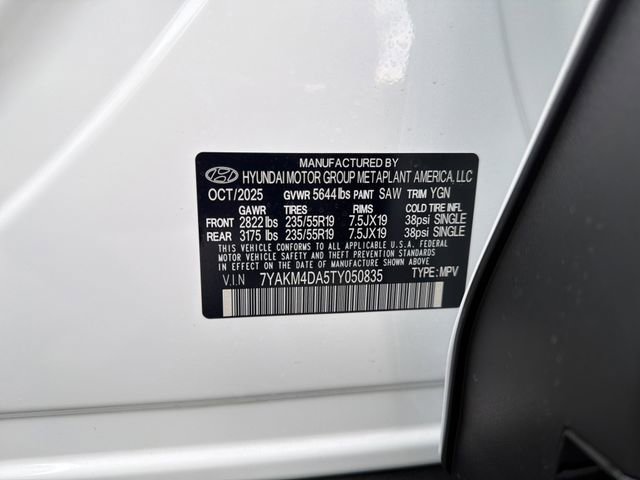 MANUFACTURED BY
HYUNDAI MOTOR GROUP METAPLANT AMERICA, LLC
OCT/2025 GVWR 5644 lbs PAINT SAW TRIM YGN
GAWR TIRES RIMS COLD TIRE INFL
FRONT 2822 lbs 235/55R19 7.5JX19 38psi SINGLE
REAR 3175 lbs 235/55R19 7.5JX19 38psi SINGLE
THIS VEHICLE CONFORMS TO ALL APPLICABLE U.S.A. FEDERAL
MOTOR VEHICLE SAFETY AND THEFT PREVENTION STANDARDS
IN EFFECT ON THE DATE OF MANUFACTURE SHOWN ABOVE.
V.I.N 7YAKM4DA5TY050835 TYPE : MPV